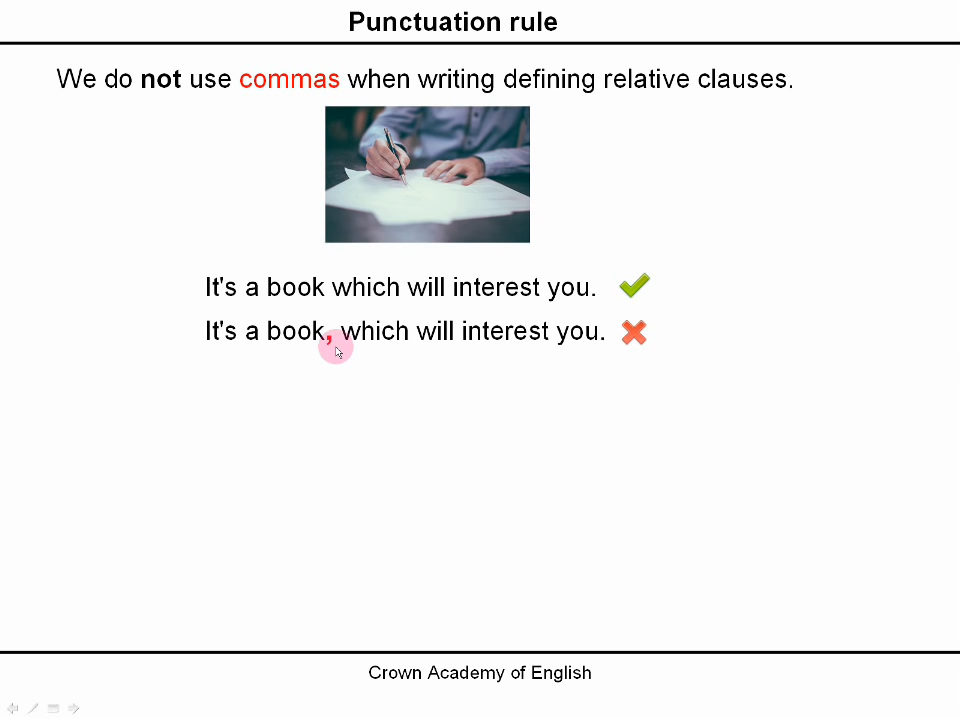 Punctuation rule
We do not use commas when writing defining relative clauses.
It's a book which will interest you.
It's a book, which will interest you.
Crown Academy of English